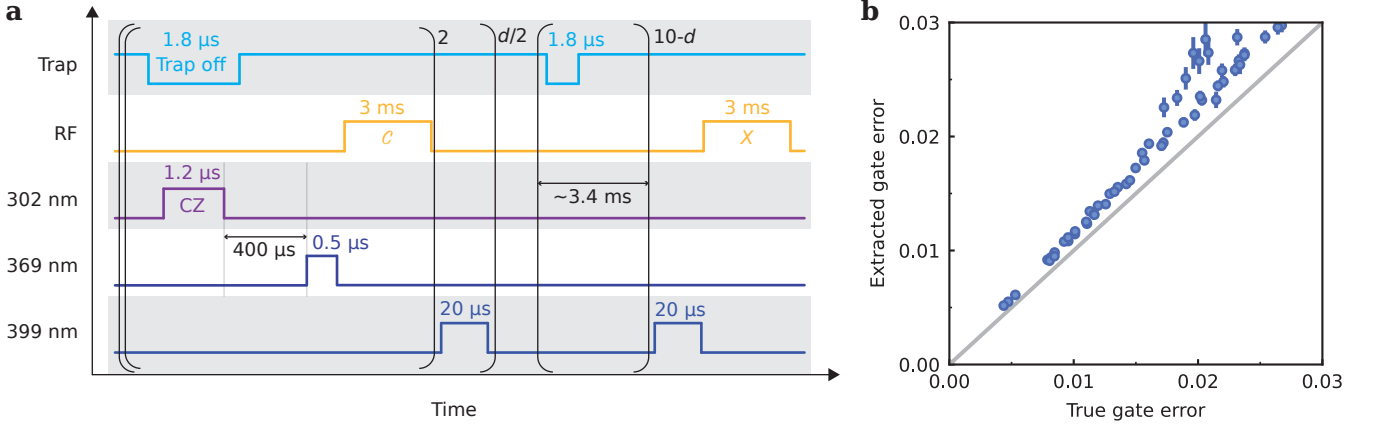 a
Trap
RF
302 nm
369 nm
399 nm
1.8 µs
Trap off
2
d/2
1.8 µs
10-d
3 ms
𝒞
3 ms
X
1.2 µs
CZ
~3.4 ms
400 µs
0.5 µs
20 µs
20 µs
Time
b
Extracted gate error
0.03
0.02
0.01
0.00
0.00
0.01
0.02
0.03
True gate error